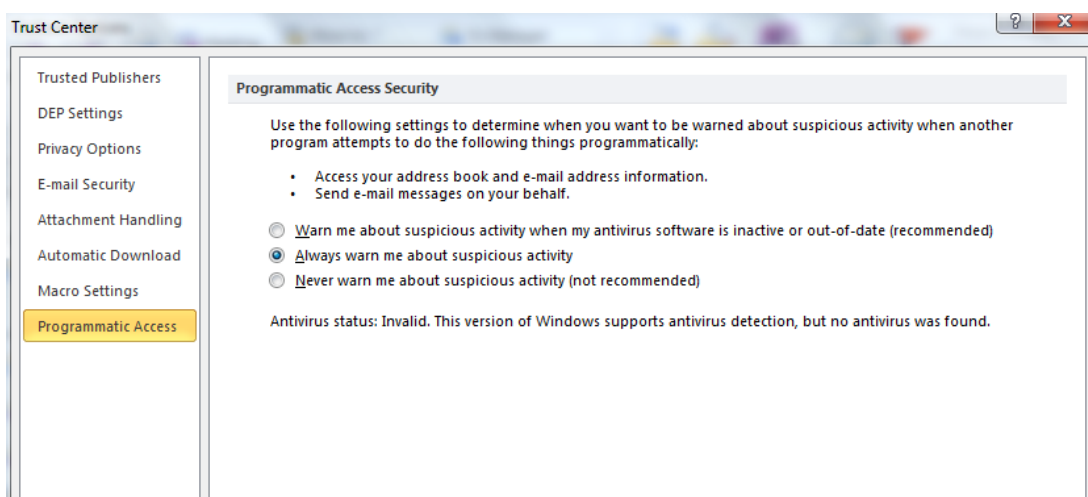 Trust Center
Trusted Publishers
DEP Settings
Privacy Options
E-mail Security
Attachment Handling
Automatic Download
Macro Settings
Programmatic Access
Programmatic Access Security
Use the following settings to determine when you want to be warned about suspicious activity when another
program attempts to do the following things programmatically:
• Access your address book and e-mail address information.
• Send e-mail messages on your behalf.
Warn me about suspicious activity when my antivirus software is inactive or out-of-date (recommended)
Always warn me about suspicious activity
Never warn me about suspicious activity (not recommended)
Antivirus status: Invalid. This version of Windows supports antivirus detection, but no antivirus was found.